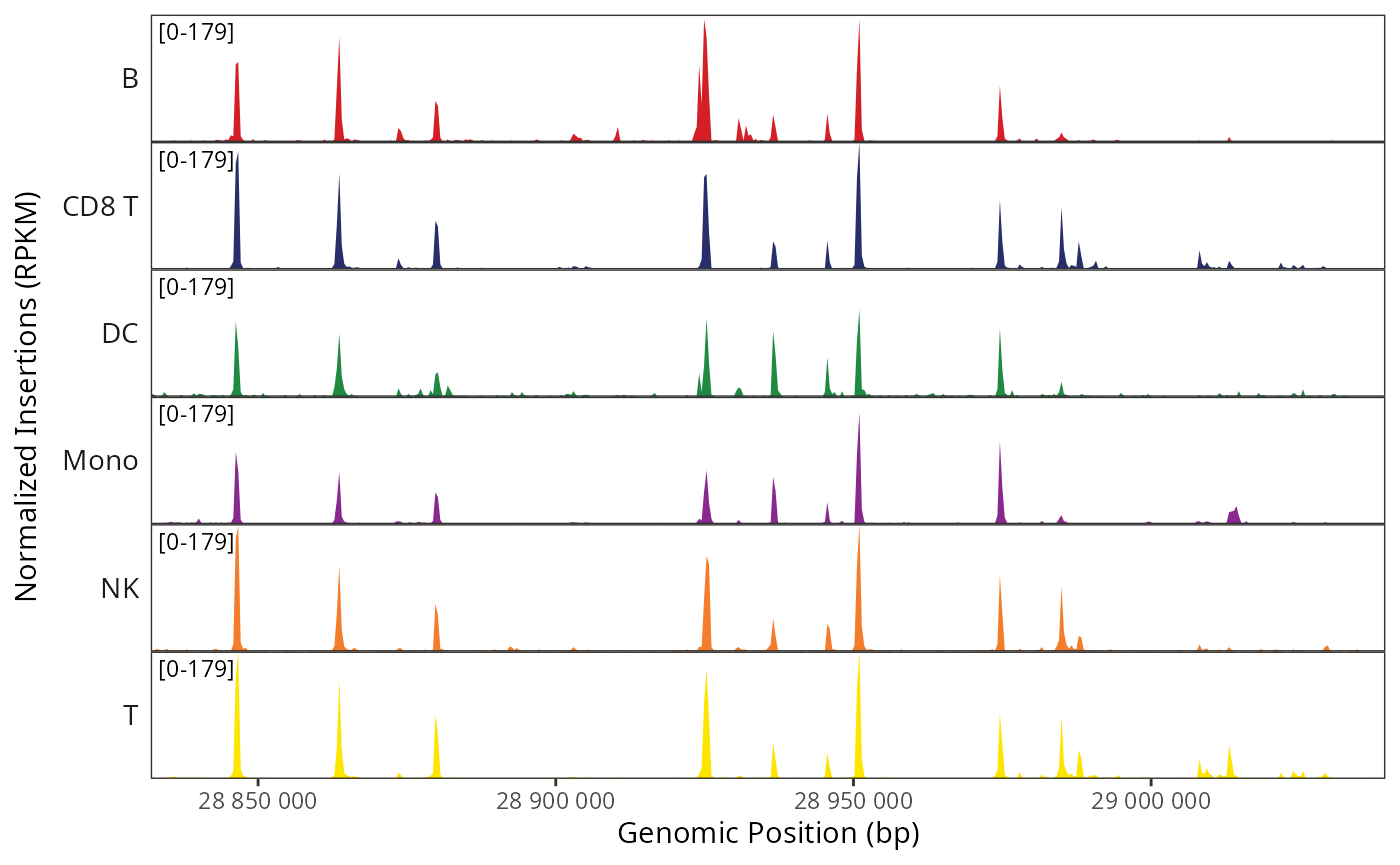 [0-179]
B
[0-179]
CD8 T
[0-179]
DC
[0-179]
Mono
[0-179]
NK
[0-179]
T
Normalized Insertions (RPKM)
28 850 000
28 900 000
28 950 000
29 000 000
Genomic Position (bp)